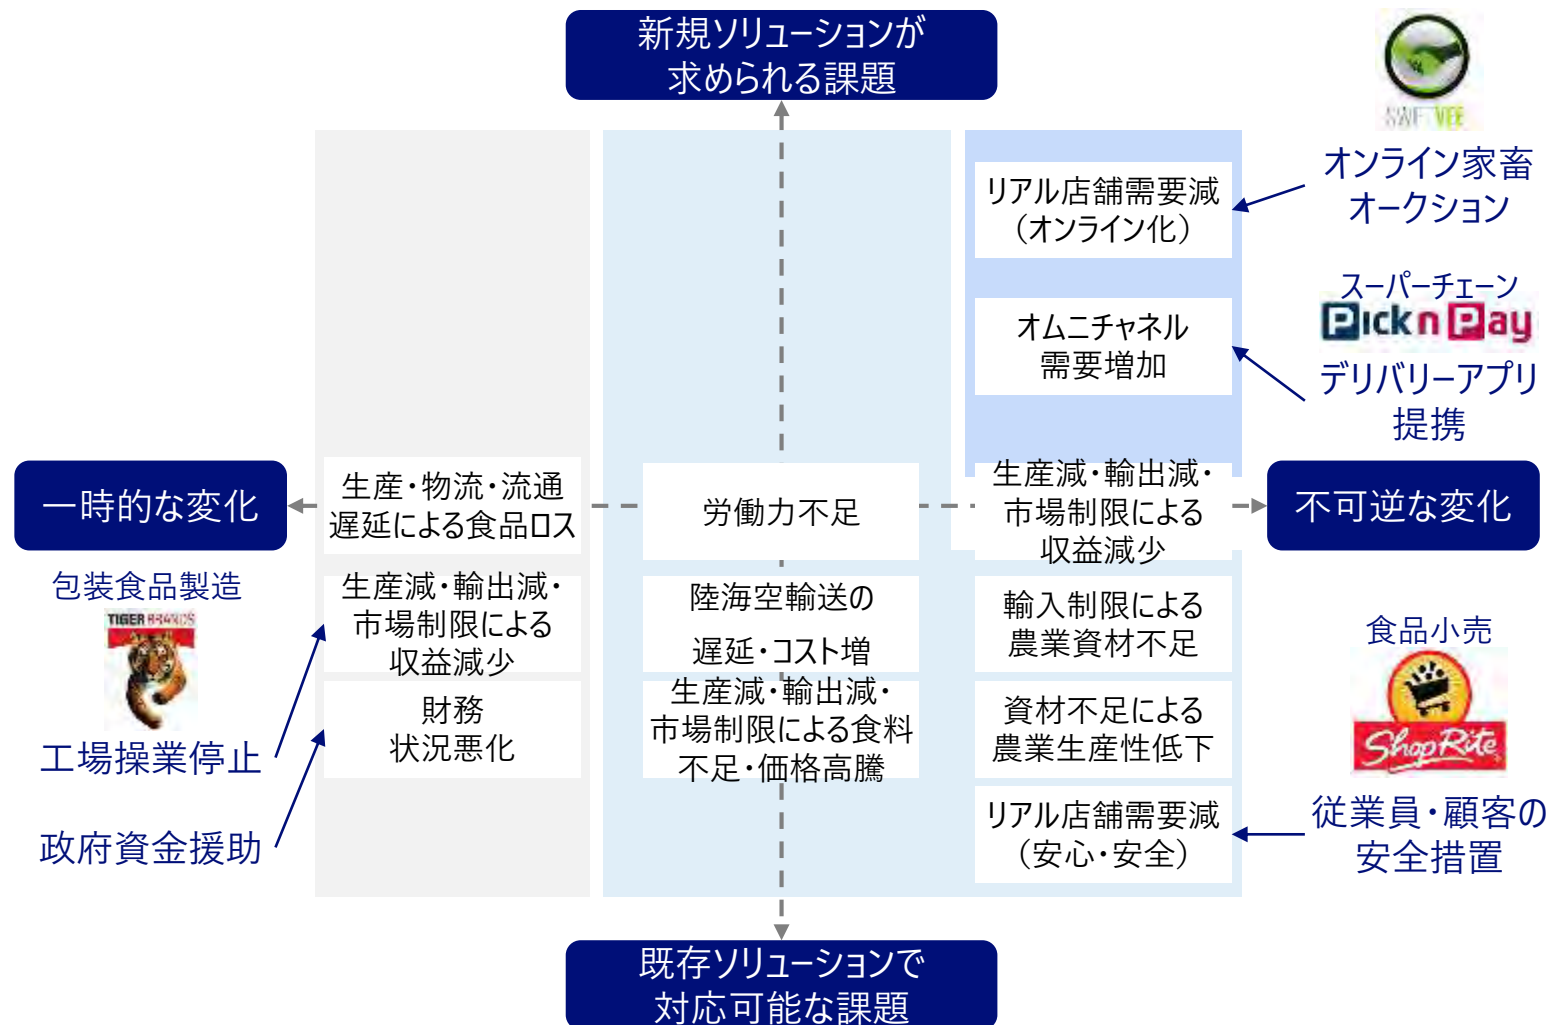 新規ソリューションが
求められる課題
SWIFTVEE
オンライン家畜
オークション
リアル店舗需要減
（オンライン化）
スーパーチェーン
Pick n Pay
デリバリーアプリ
提携
オムニチャネル
需要増加
一時的な変化
生産・物流・流通
遅延による食品ロス
労働力不足
生産減・輸出減・
市場制限による
収益減少
不可逆な変化
包装食品製造
TIGER BRANDS
工場操業停止
政府資金援助
生産減・輸出減・
市場制限による
収益減少
財務
状況悪化
陸海空輸送の
遅延・コスト増
生産減・輸出減・
市場制限による食料
不足・価格高騰
輸入制限による
農業資材不足
資材不足による
農業生産性低下
リアル店舗需要減
（安心・安全）
食品小売
ShopRite
従業員・顧客の
安全措置
既存ソリューションで
対応可能な課題